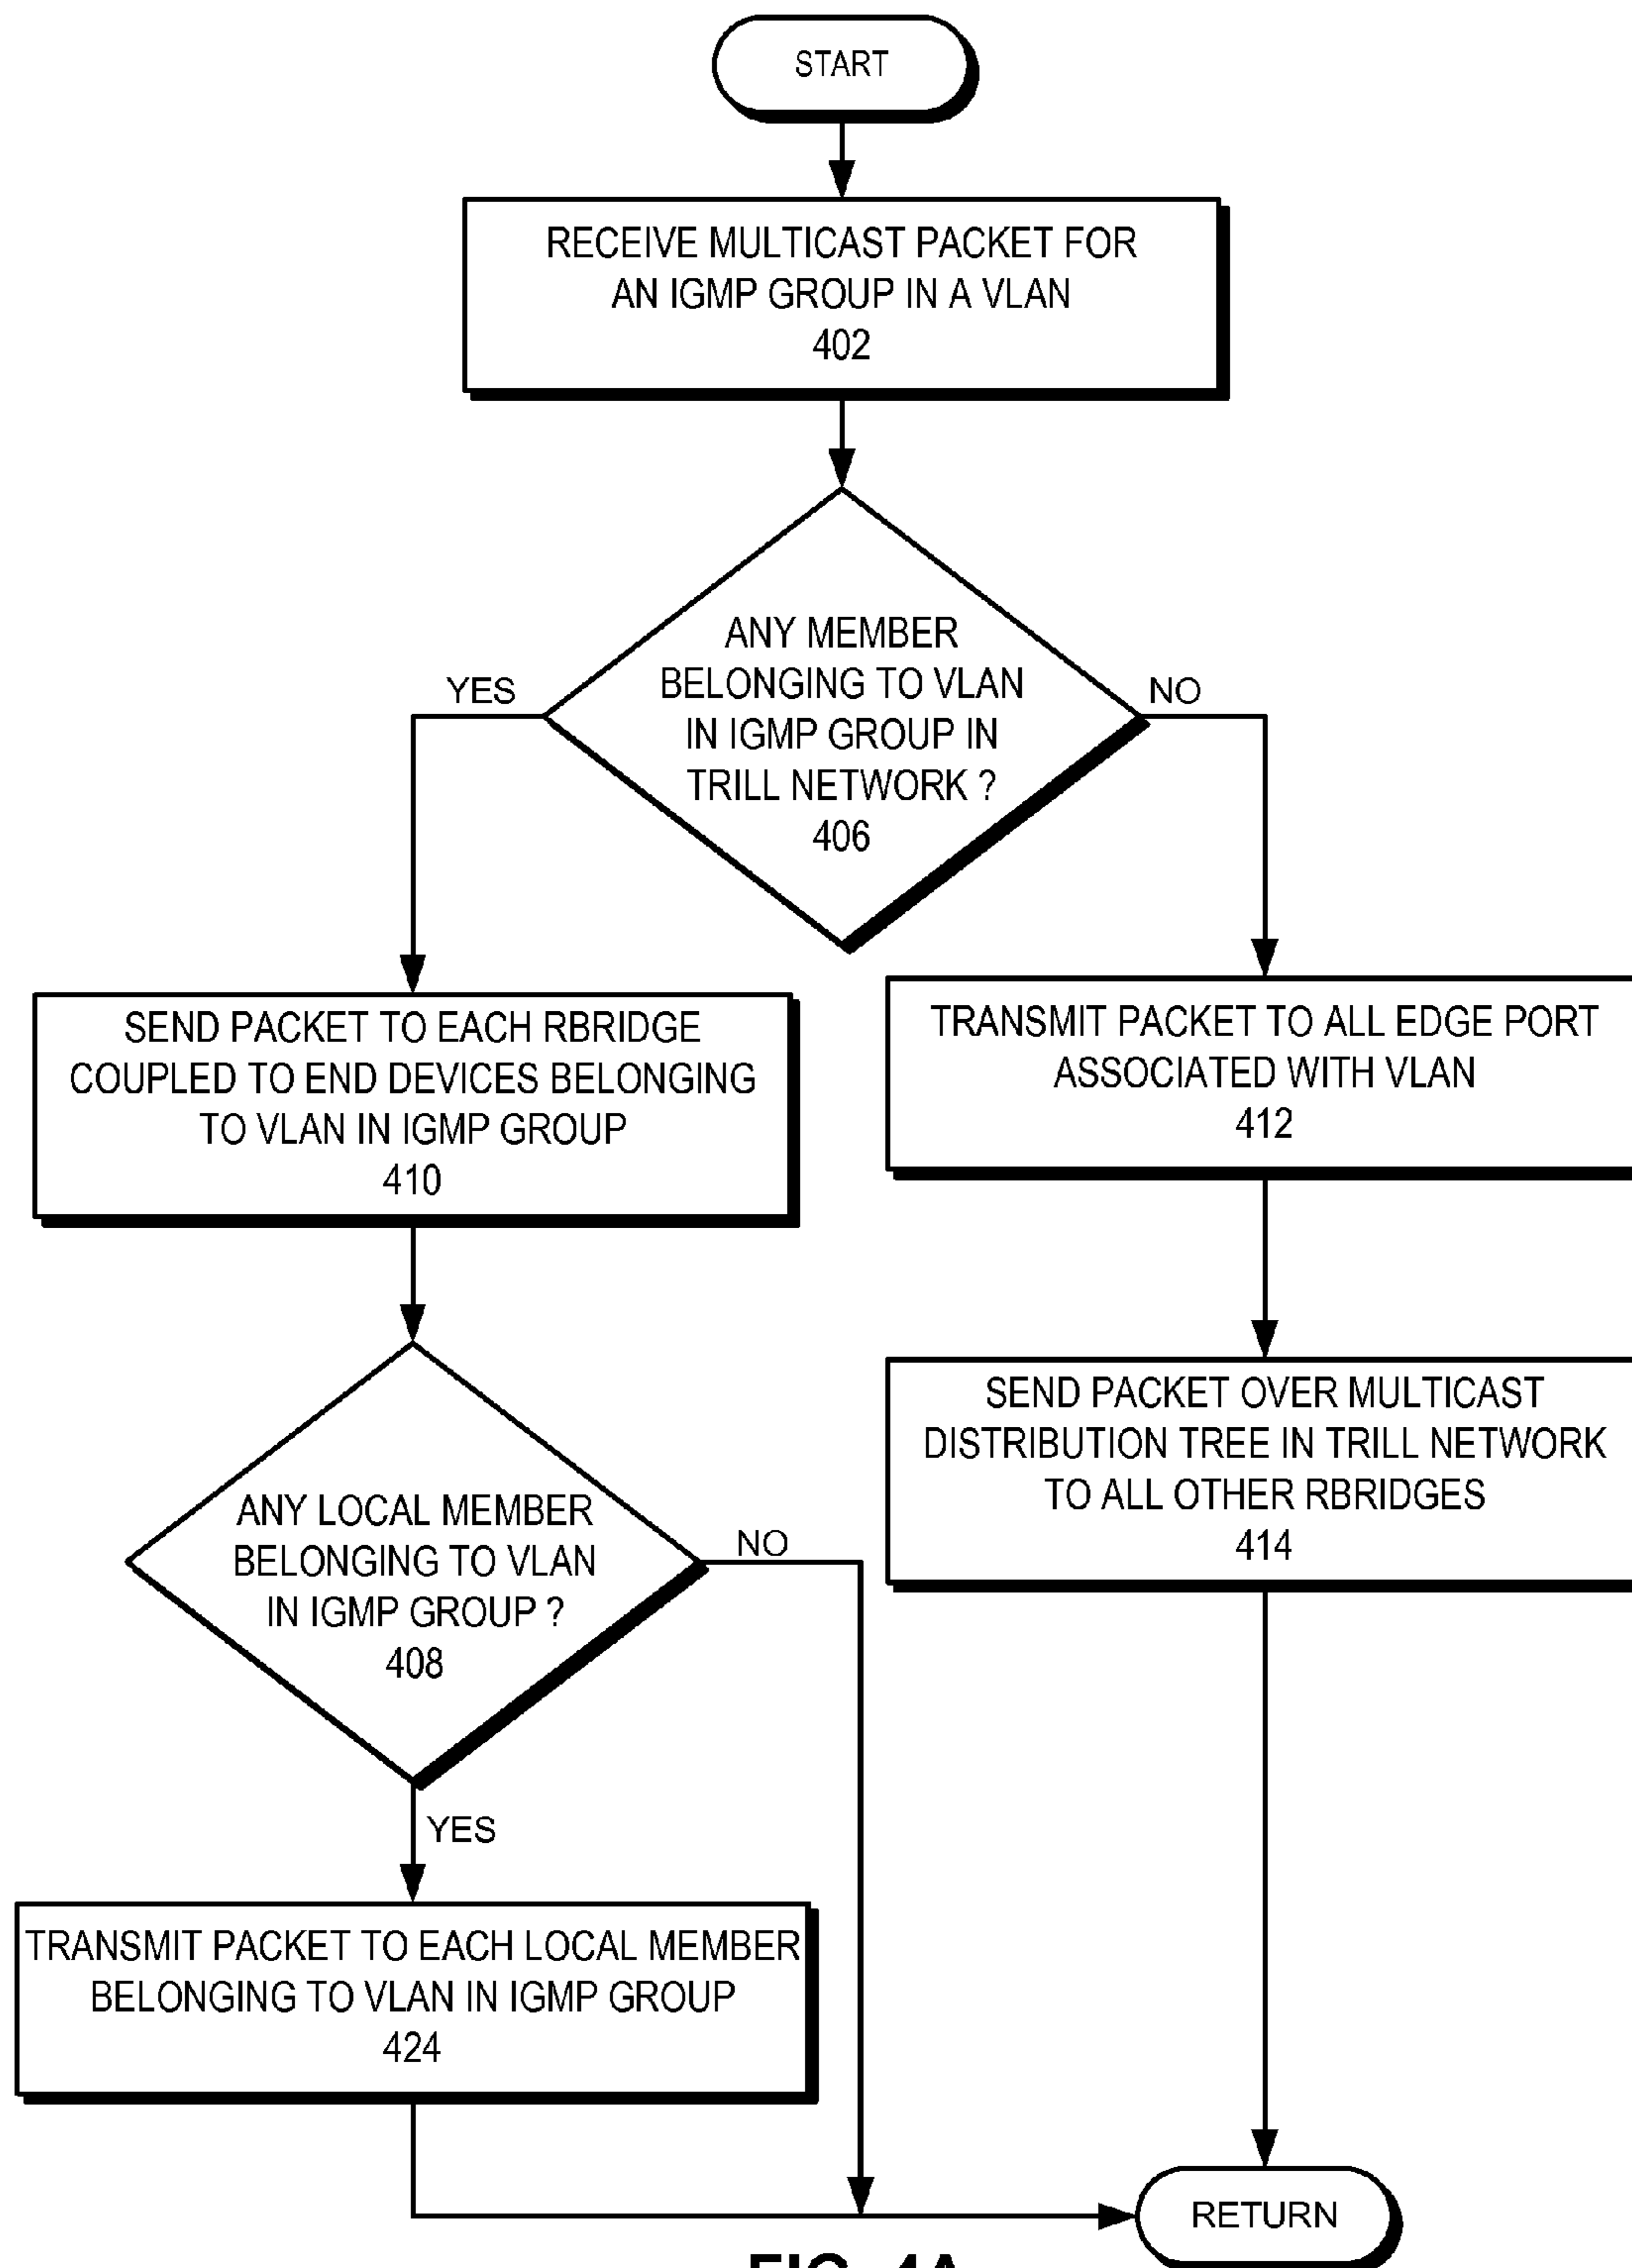 START
RECEIVE MULTICAST PACKET FOR
AN IGMP GROUP IN A VLAN
402
ANY MEMBER
BELONGING TO VLAN
IN IGMP GROUP IN
TRILL NETWORK ?
406
YES
NO
SEND PACKET TO EACH RBRIDGE
COUPLED TO END DEVICES BELONGING
TO VLAN IN IGMP GROUP
410
TRANSMIT PACKET TO ALL EDGE PORT
ASSOCIATED WITH VLAN
412
SEND PACKET OVER MULTICAST
DISTRIBUTION TREE IN TRILL NETWORK
TO ALL OTHER RBRIDGES
414
ANY LOCAL MEMBER
BELONGING TO VLAN
IN IGMP GROUP ?
408
NO
YES
TRANSMIT PACKET TO EACH LOCAL MEMBER
BELONGING TO VLAN IN IGMP GROUP
424
RETURN
FIG. 4A